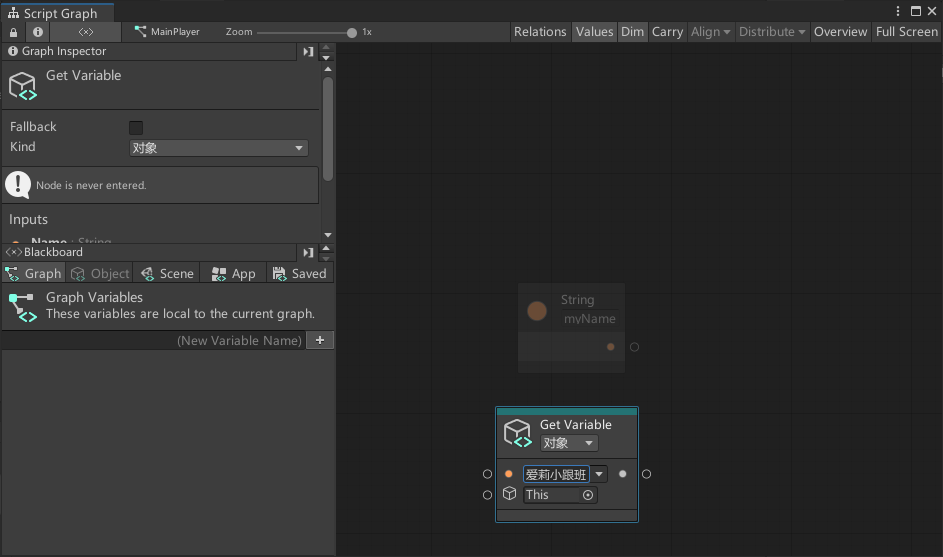 Script Graph
MainPlayer
Zoom
1x
Relations
Values
Dim
Carry
Align
Distribute
Overview
Full Screen
Graph Inspector
Get Variable
Fallback
Kind
对象
Node is never entered.
Inputs
Name : String
Blackboard
Graph
Object
Scene
App
Saved
Graph Variables
These variables are local to the current graph.
(New Variable Name)
String
myName
Get Variable
对象
爱莉小跟班
This